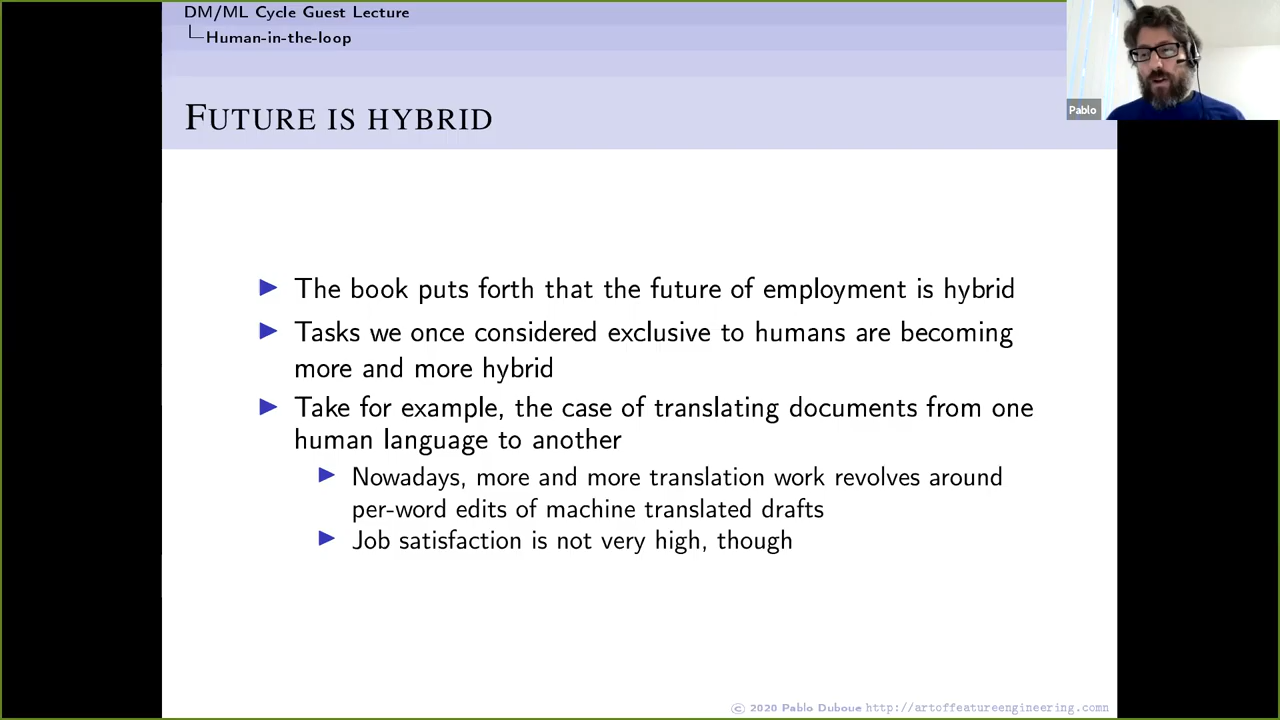 DM/ML Cycle Guest Lecture
Human-in-the-loop
FUTURE IS HYBRID
Pablo
The book puts forth that the future of employment is hybrid
Tasks we once considered exclusive to humans are becoming
more and more hybrid
Take for example, the case of translating documents from one
human language to another
Nowadays, more and more translation work revolves around
per-word edits of machine translated drafts
Job satisfaction is not very high, though
© 2020 Pablo Duboue http://artoffeatureengineering.comn